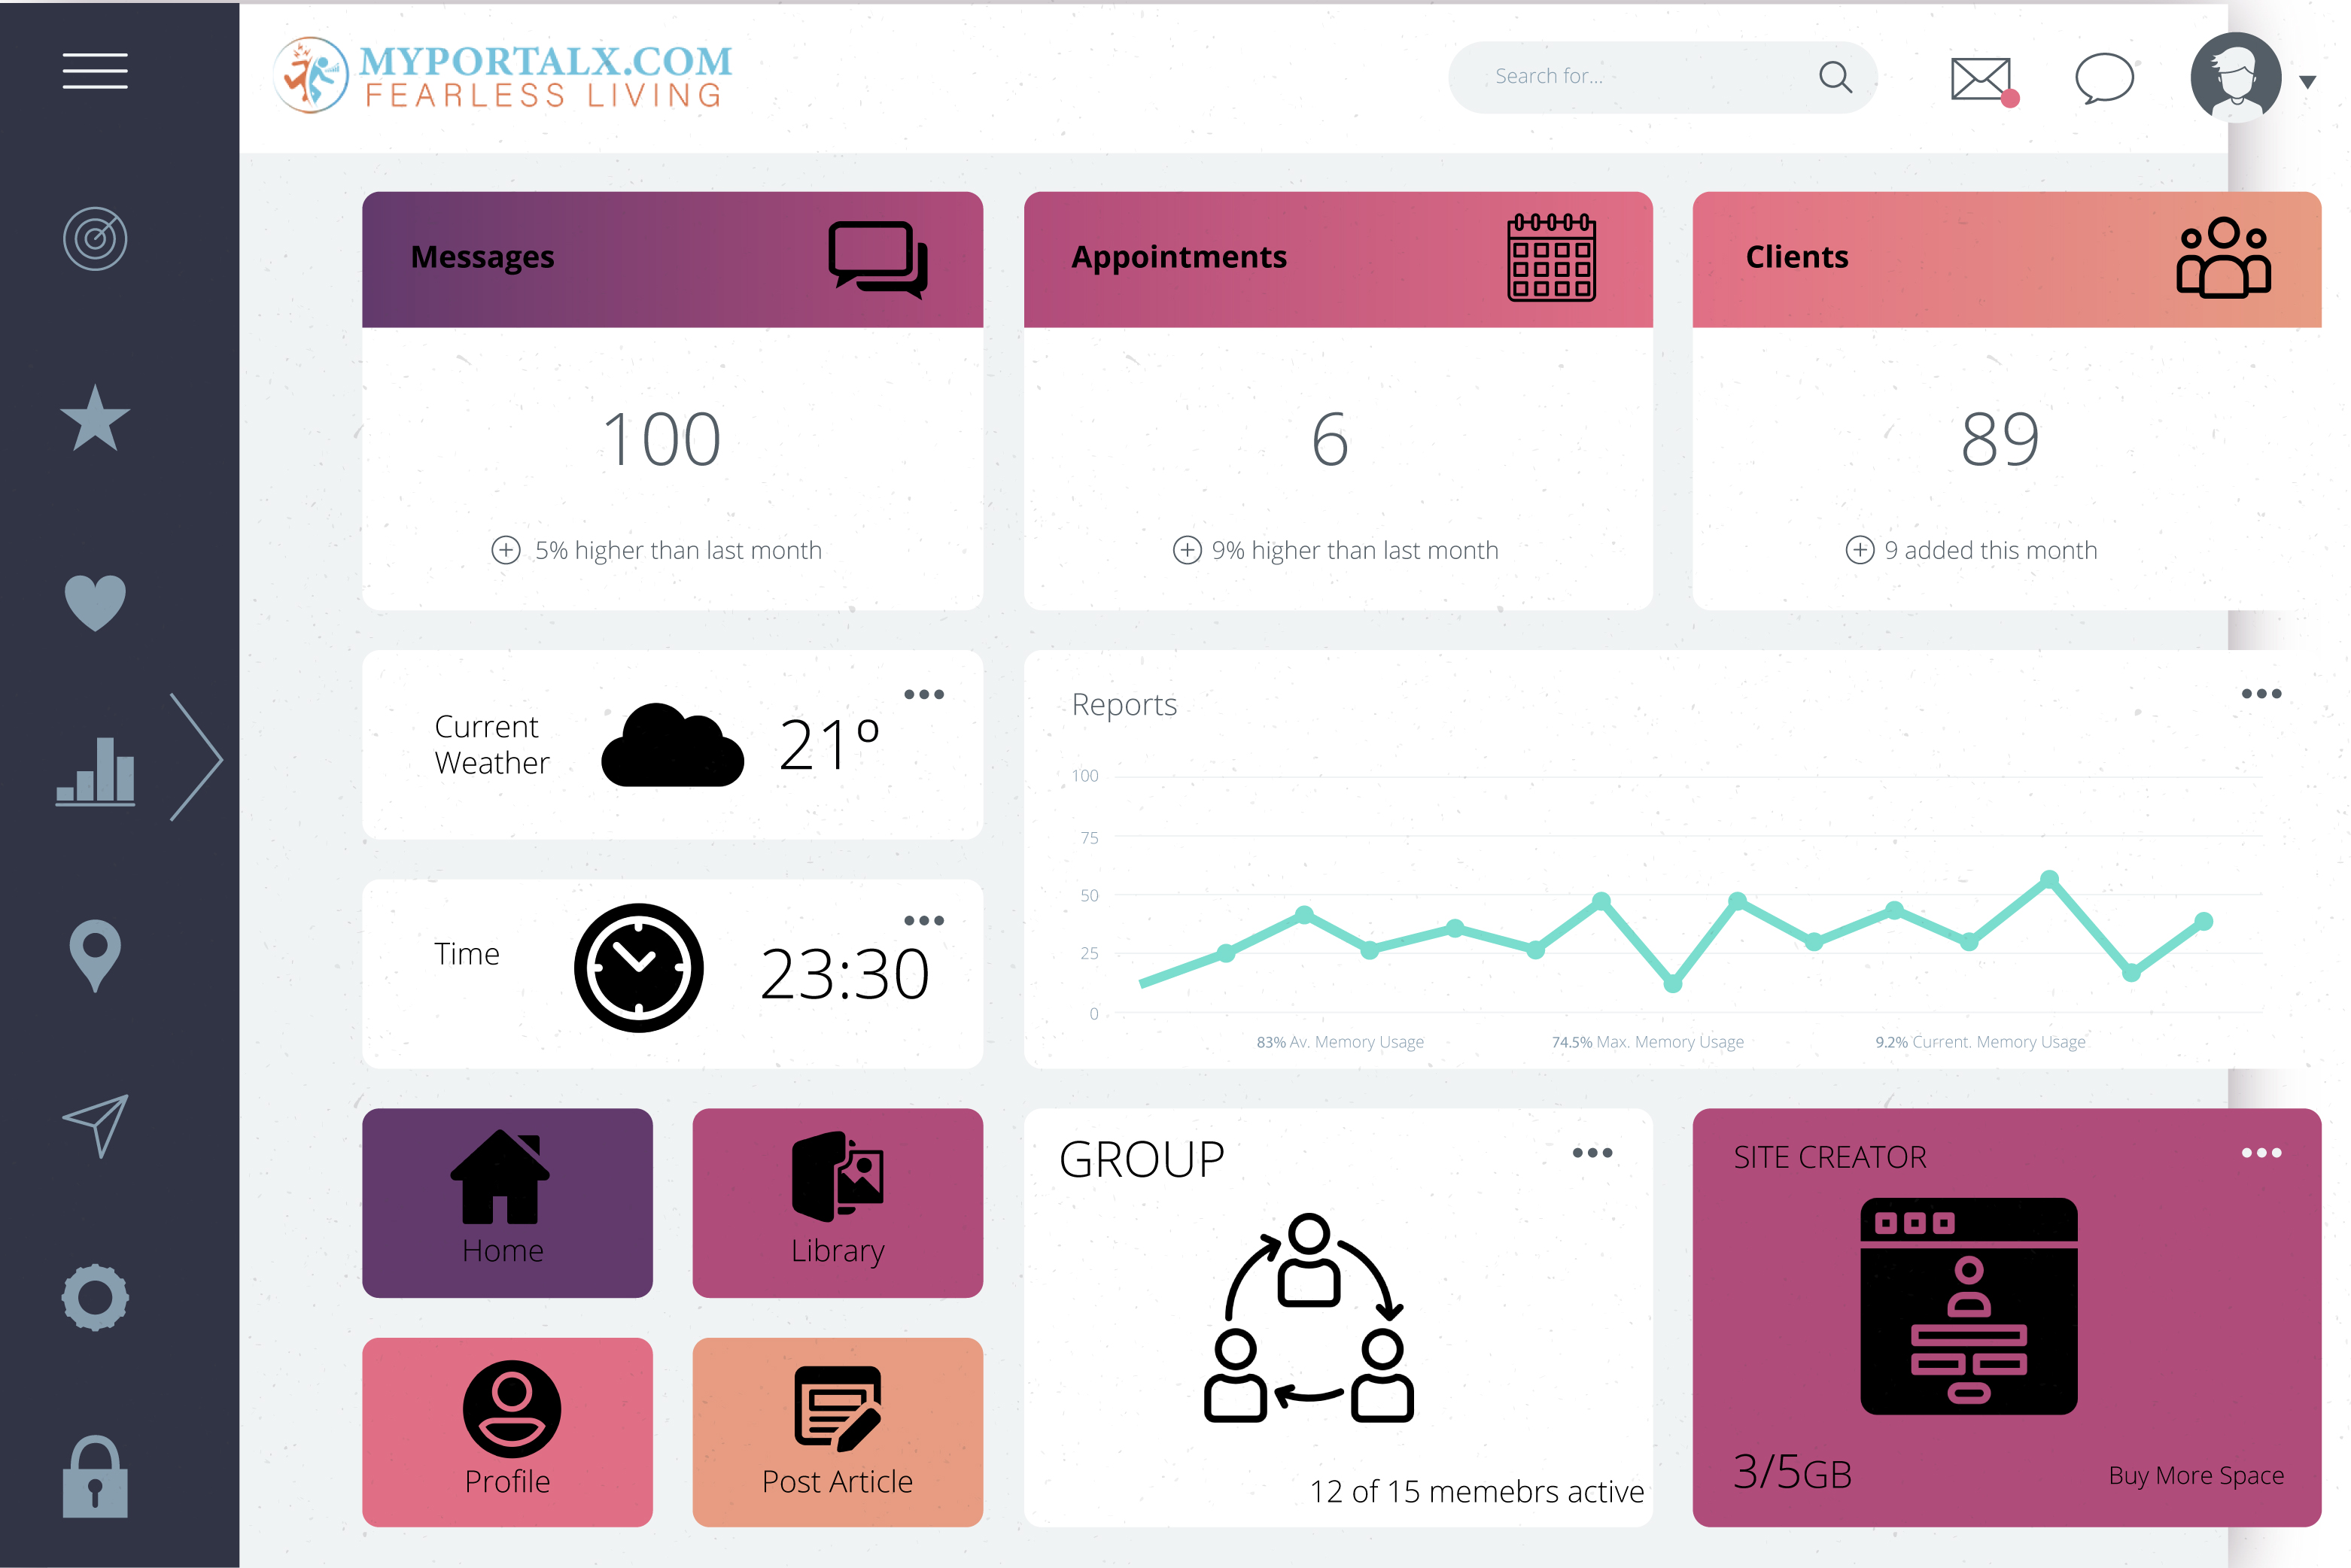 MYPORTALX.COM
FEARLESS LIVING
Search for...
Messages
Appointments
Clients
100
6
89
5% higher than last month
9% higher than last month
9 added this month
Current
Weather
21º
Reports
100
75
50
25
0
83% Av. Memory Usage
74.5% Max. Memory Usage
9.2% Current. Memory Usage
Time
23:30
Home
Library
Profile
Post Article
GROUP
12 of 15 memebrs active
SITE CREATOR
3/5GB
Buy More Space